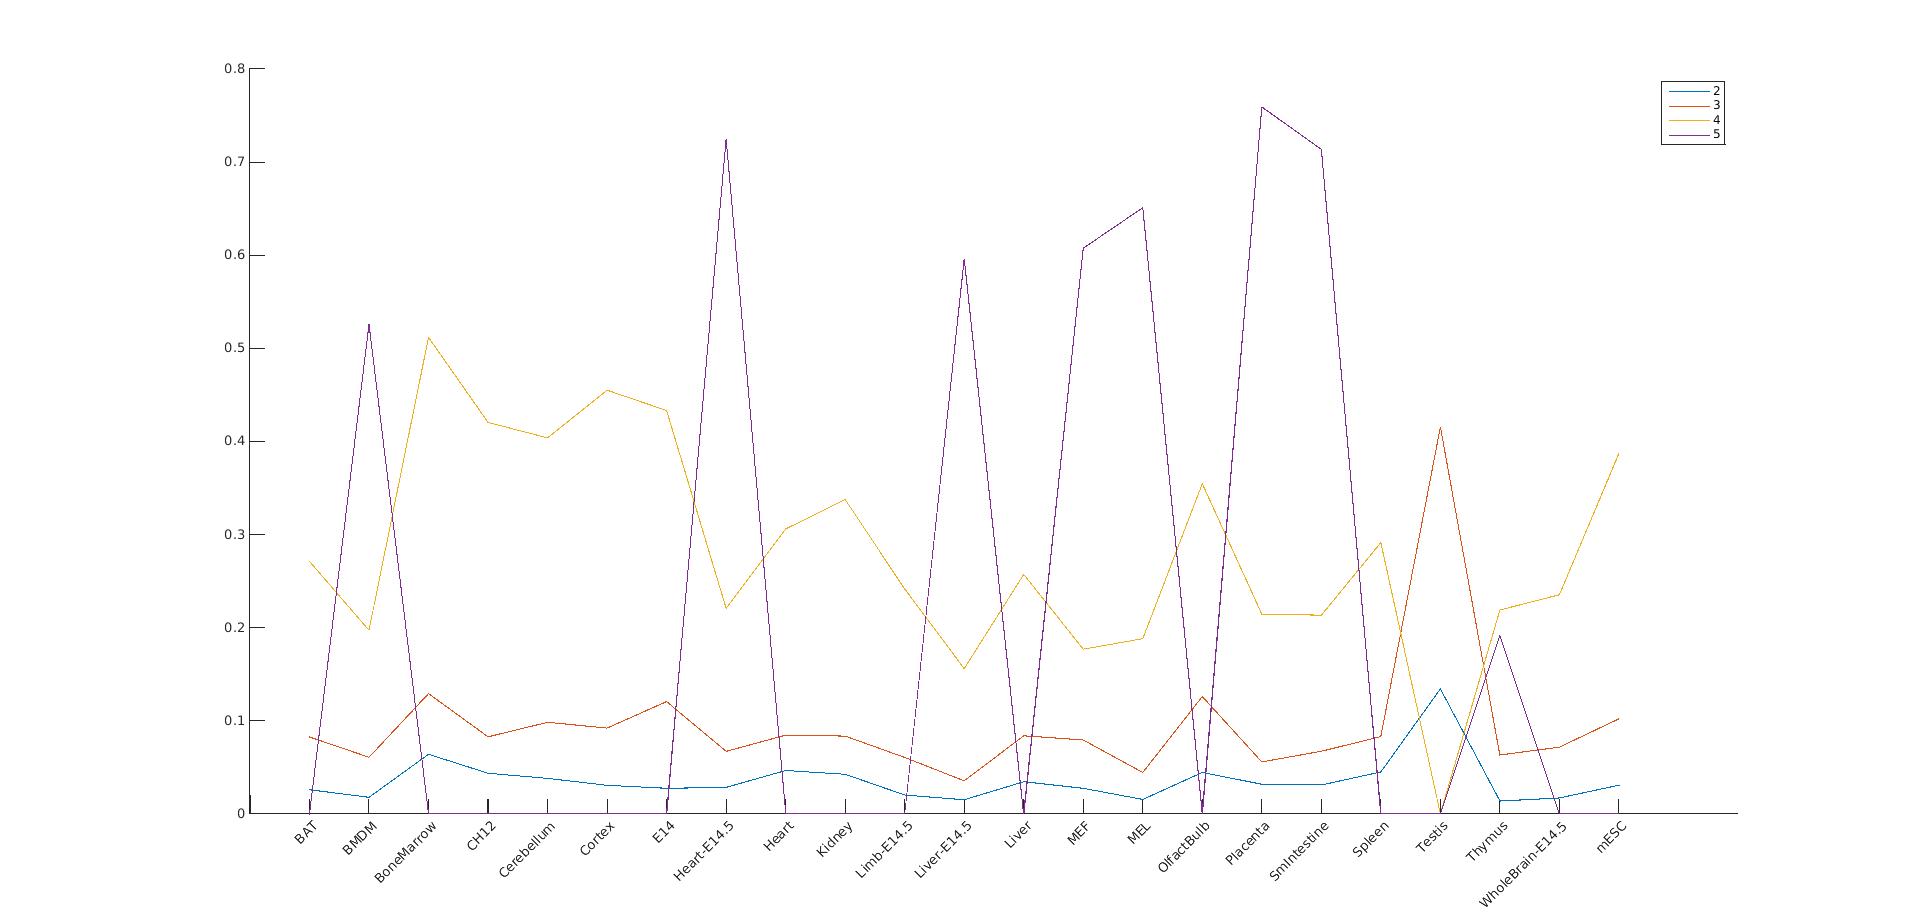 0.8
0.7
0.6
0.5
0.4
0.3
0.2
0.1
0
2
3
4
5
BAT
BMDM
BoneMarrow
CH12
Cerebellum
Cortex
E14
Heart-E14.5
Heart
Kidney
Limb-E14.5
Liver-E14.5
Liver
MEF
MEL
OlfactBulb
Placenta
SmIntestine
Spleen
Testis
Thymus
WholeBrain-E14.5
mESC